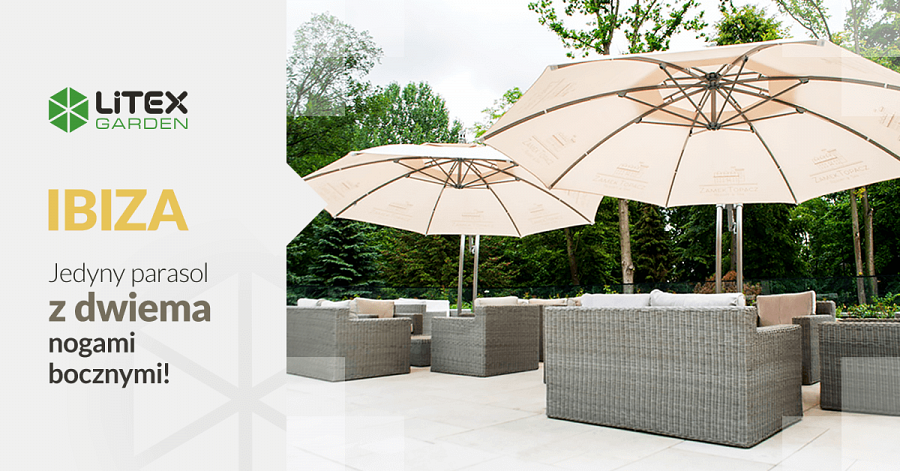 LiTEX
GARDEN
IBIZA
Jedyny parasol
z dwiema
nogami
bocznymi!